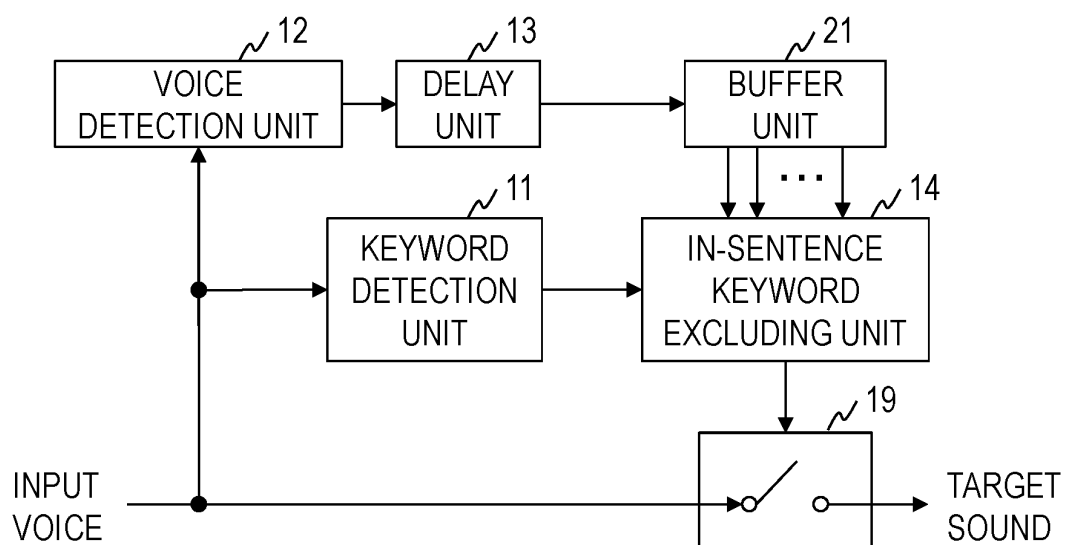 12
13
21
VOICE
DETECTION UNIT
DELAY
UNIT
BUFFER
UNIT
11
14
KEYWORD
DETECTION
UNIT
IN-SENTENCE
KEYWORD
EXCLUDING UNIT
19
INPUT
VOICE
TARGET
SOUND